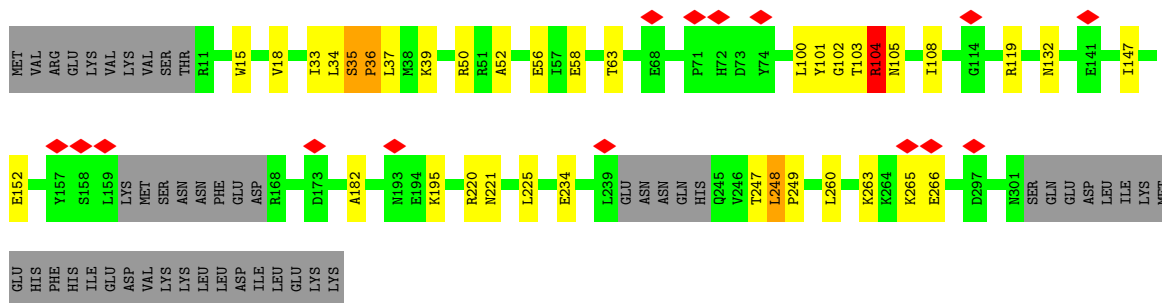 MET VAL ARG GLU LYS VAL LYS VAL SER THR R11 W15 V18 I33 L34 S35 P36 L37 M38 K39 R50 R51 A52 E56 I57 E58 T63 E68 P71 H72 D73 Y74 L100 Y101 G102 T103 R104 N105 I108 G114 R119 N132 E141 I147
E152 Y157 S158 L159 LYS MET SER ASN ASN PHE GLU ASP R168 D173 A182 N193 E194 K195 R220 N221 L225 E234 L239 GLU ASN ASN GLN HIS Q245 V246 T247 L248 P249 L260 K263 K264 K265 E266 D297 N301 SER GLN GLU ASP LEU ILE LYS MET
GLU HIS PHE HIS ILE GLU ASP VAL LYS LYS LEU LEU ASP ILE LEU GLU LYS LYS